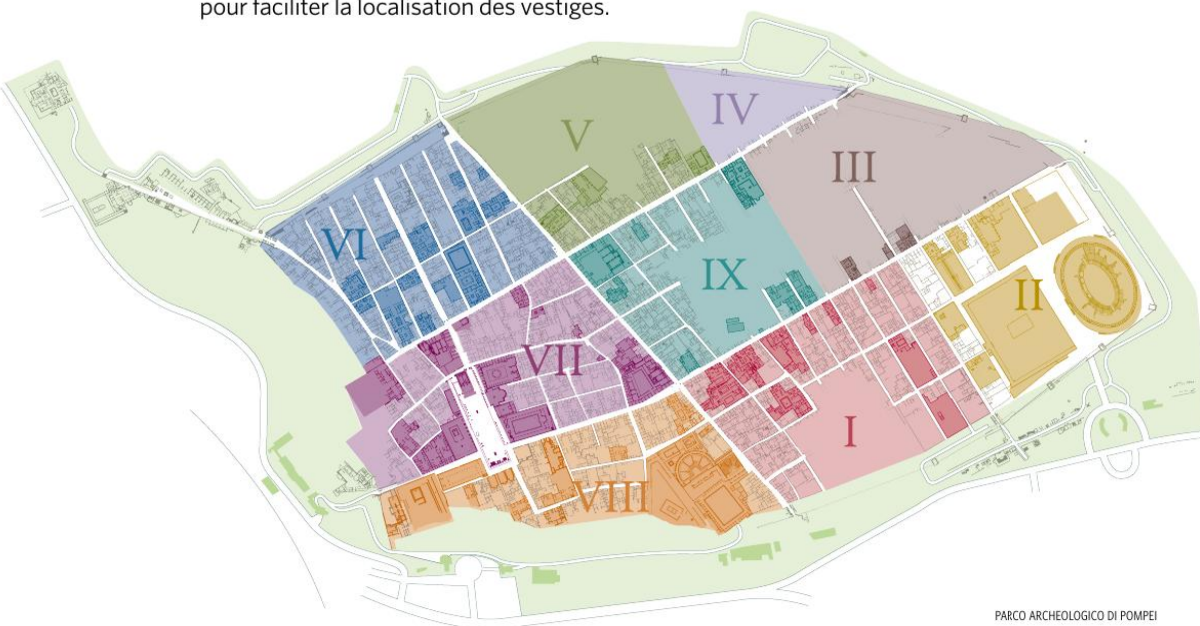 pour faciliter la localisation des vestiges.
IV
V
III
VI
IX
II
VII
I
VIII
PARCO ARCHEOLOGICO DI POMPEI